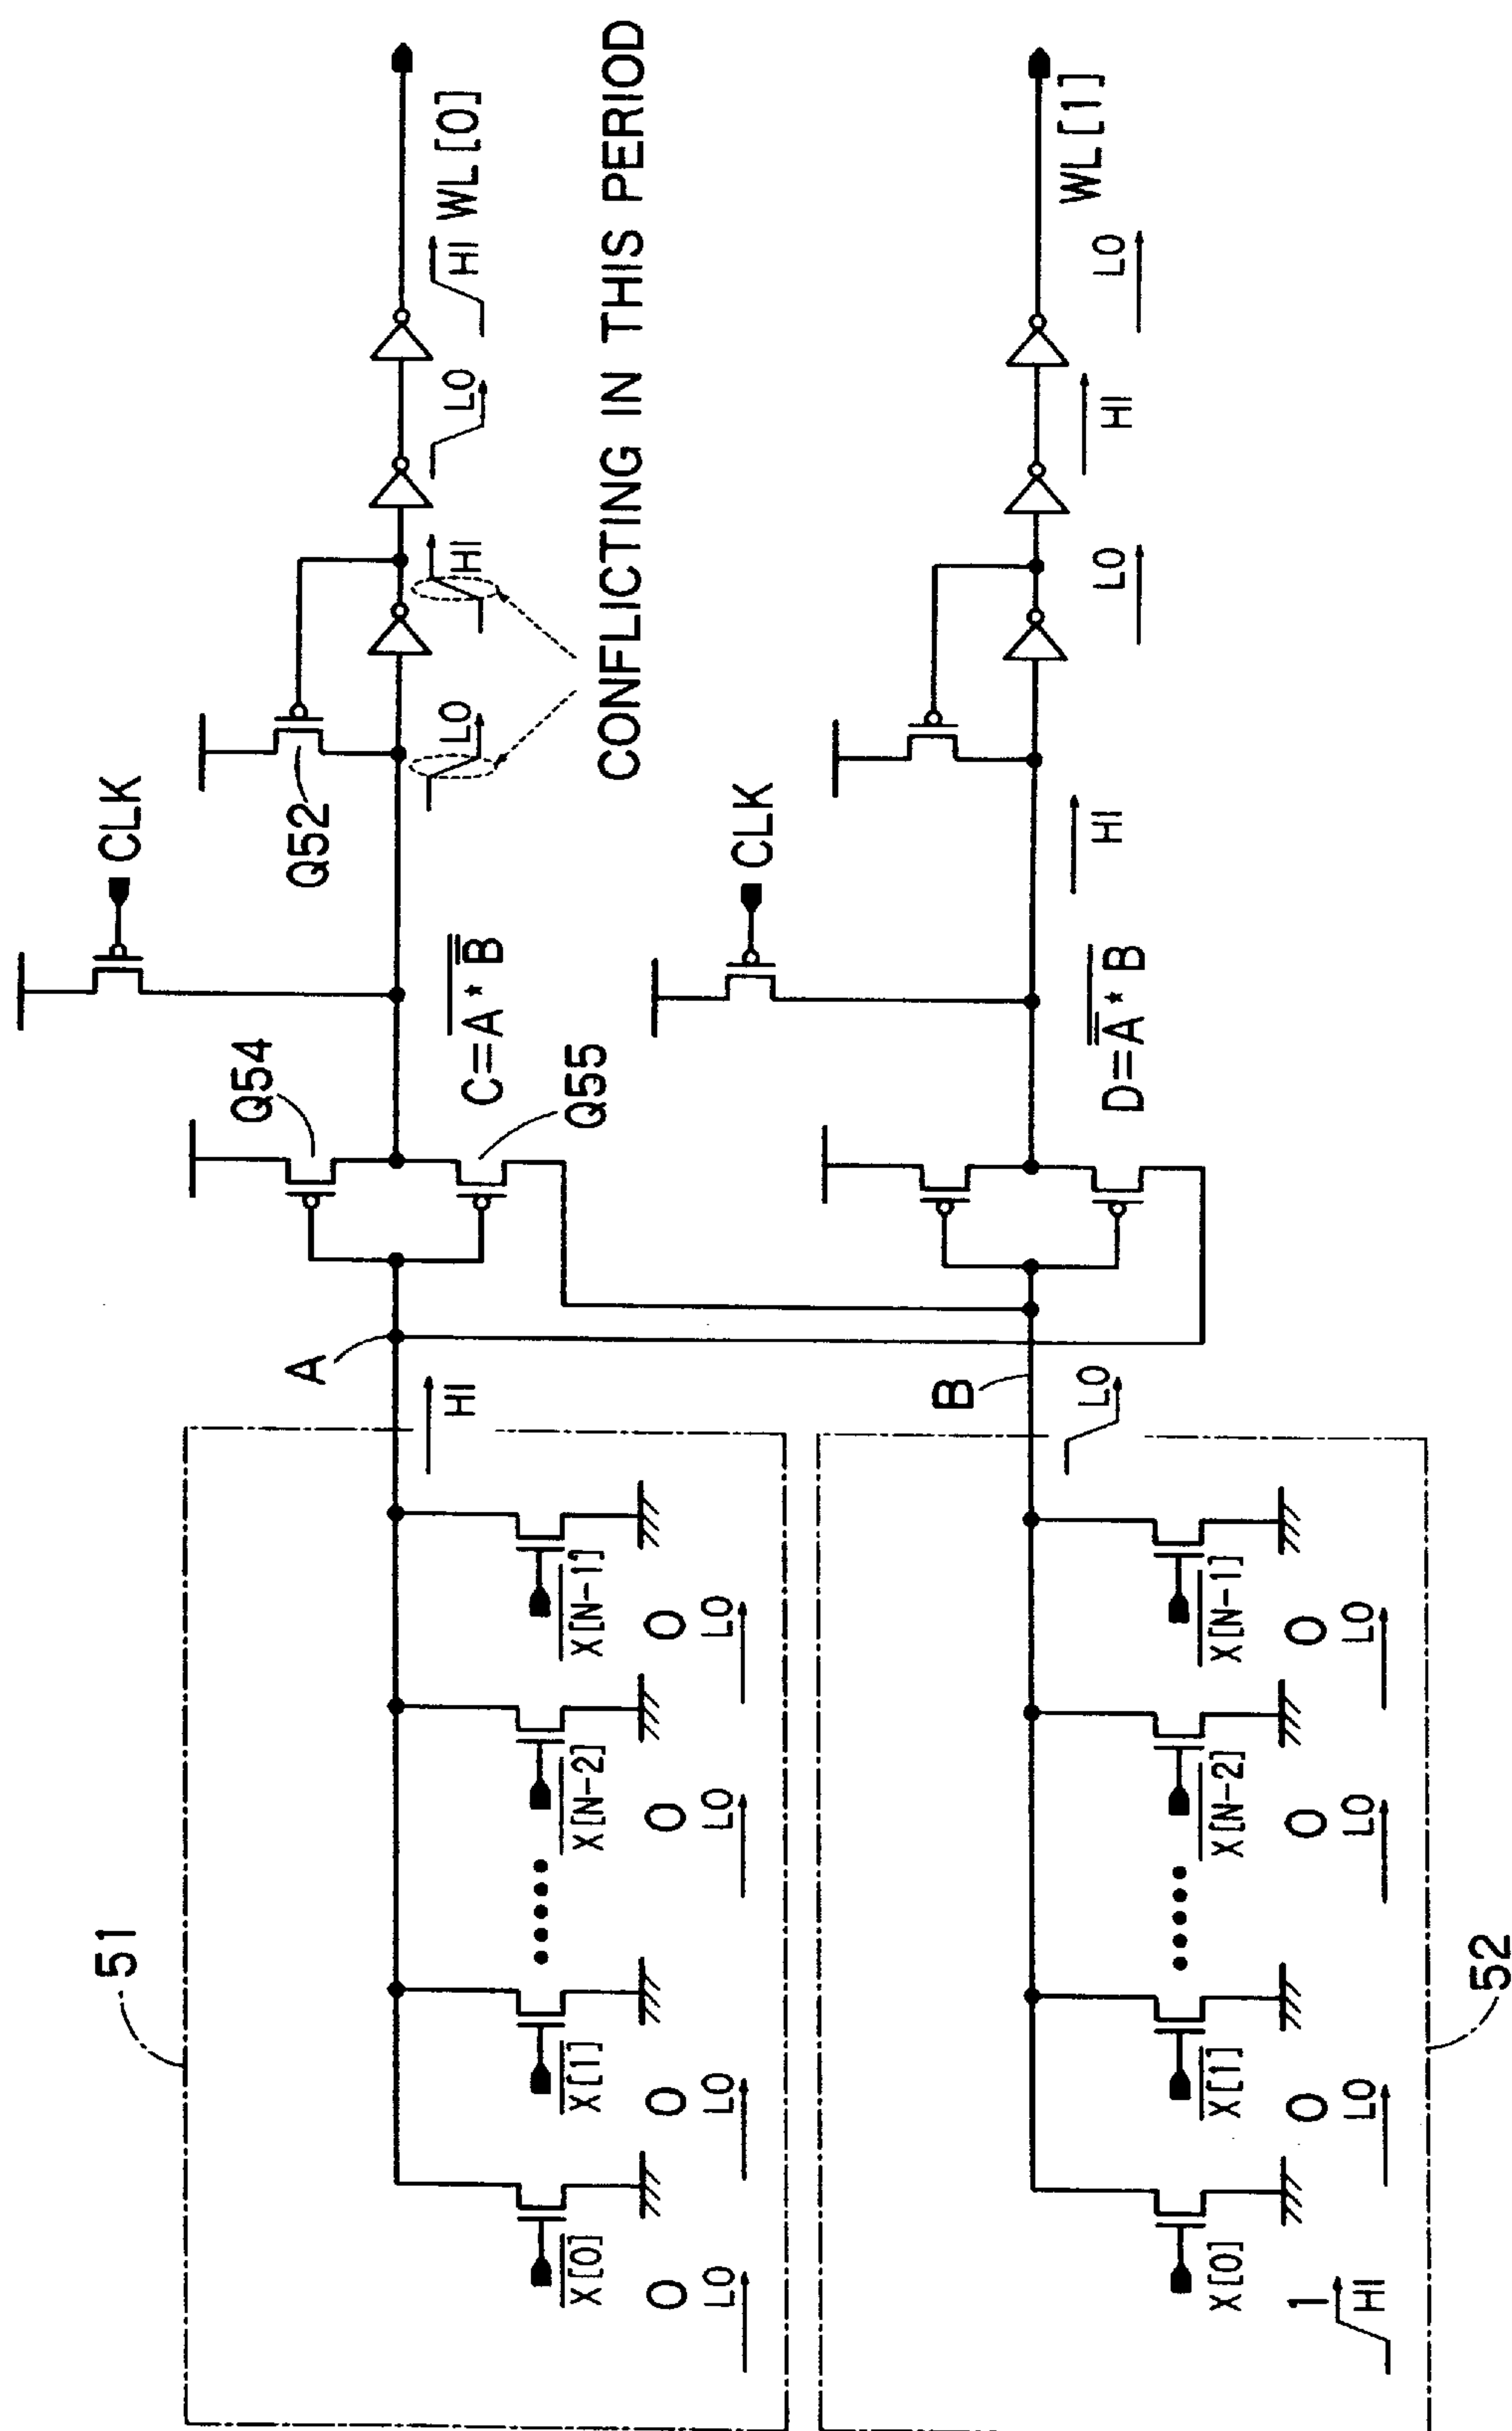 51
X[0]
0
LO
X[1]
0
LO
X[N-2]
0
LO
X[N-1]
0
LO
HI
A
Q54
Q55
C=A*B
CLK
Q52
LO
HI
LO
HI
WL[0]
CONFLICTING IN THIS PERIOD
52
X[0]
1
HI
X[1]
0
LO
X[N-2]
0
LO
X[N-1]
0
LO
LO
B
D=A*B
CLK
HI
LO
HI
LO
WL[1]